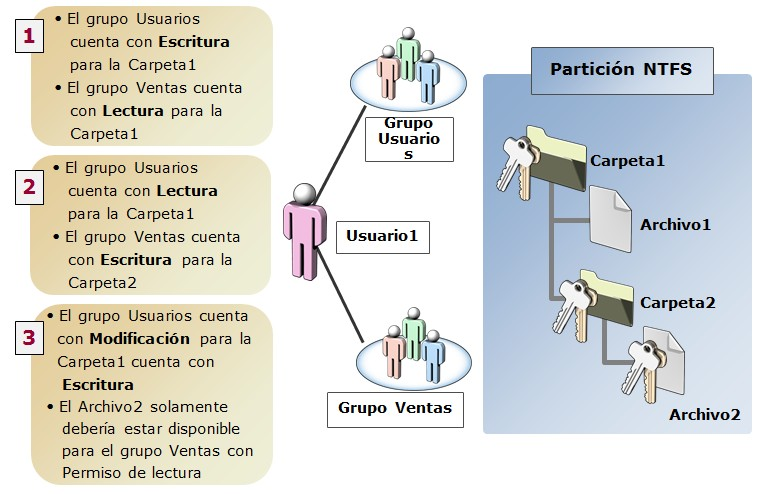 1
• El grupo Usuarios
cuenta con Escritura
para la Carpeta1
• El grupo Ventas cuenta
con Lectura para la
Carpeta1
2
• El grupo Usuarios
cuenta con Lectura
para la Carpeta1
• El grupo Ventas cuenta
con Escritura para la
Carpeta2
3
• El grupo Usuarios cuenta
con Modificación para la
Carpeta1 cuenta con
Escritura
• El Archivo2 solamente
debería estar disponible
para el grupo Ventas con
Permiso de lectura
Grupo
Usuario
s
Usuario1
Grupo Ventas
Partición NTFS
Carpeta1
Archivo1
Carpeta2
Archivo2